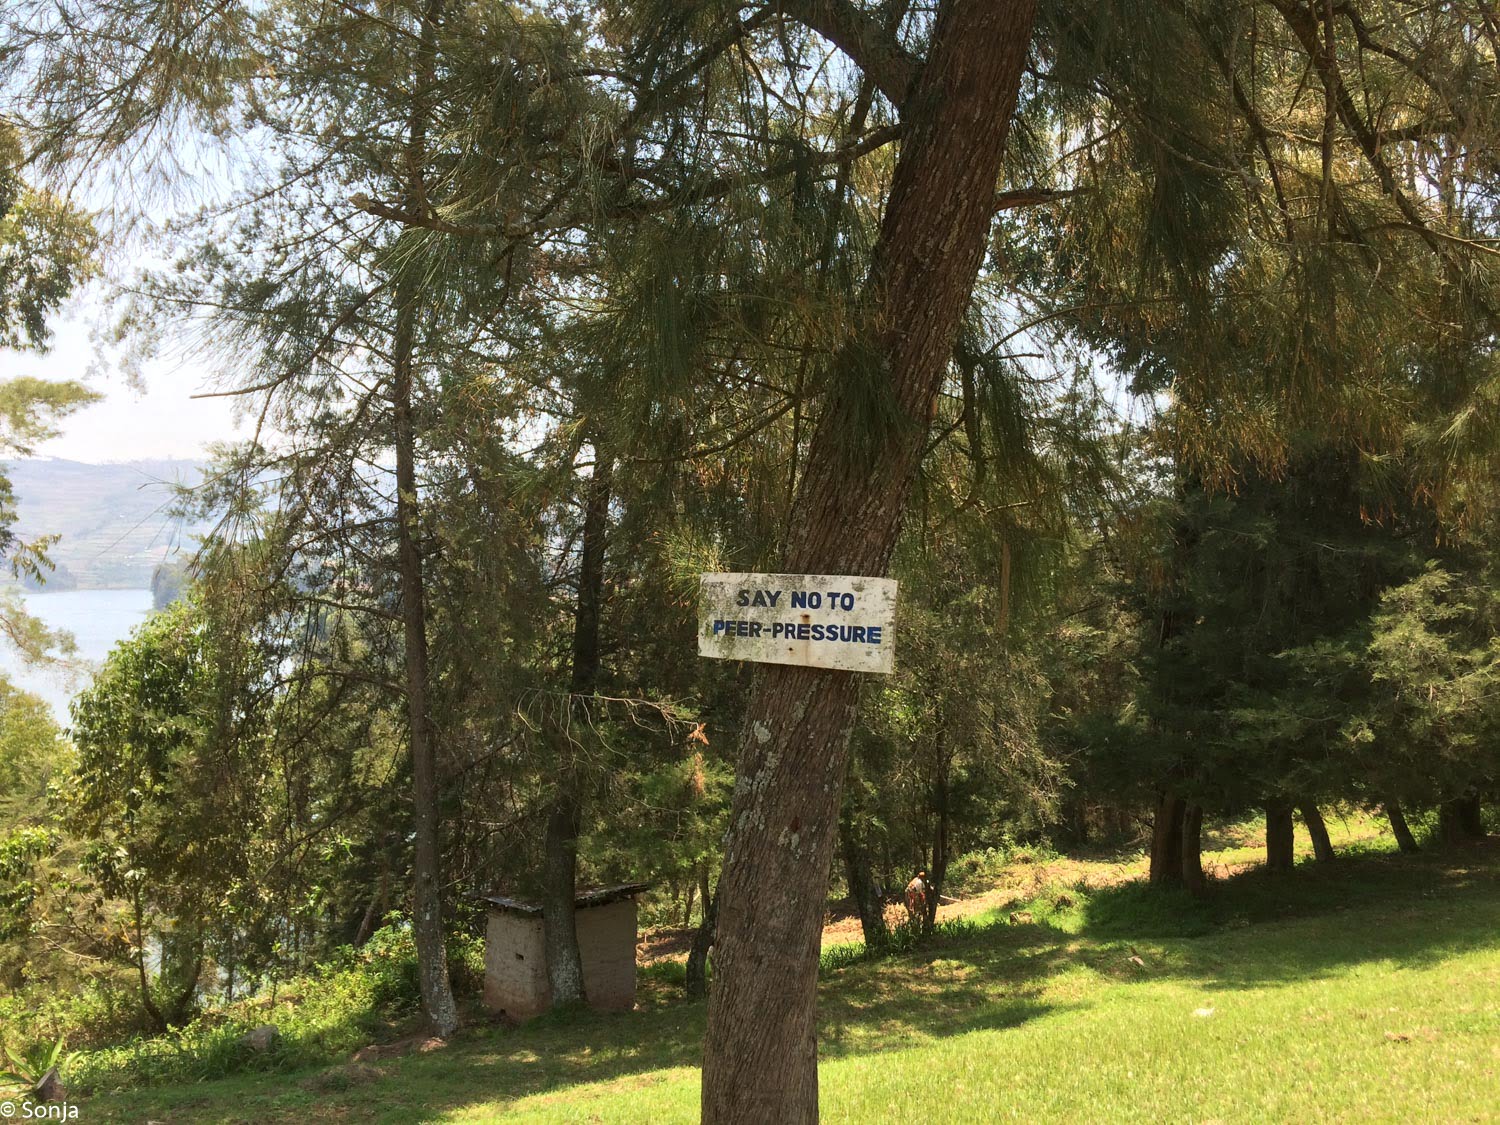 SAY NO TO
PEER-PRESSURE
© Sonja